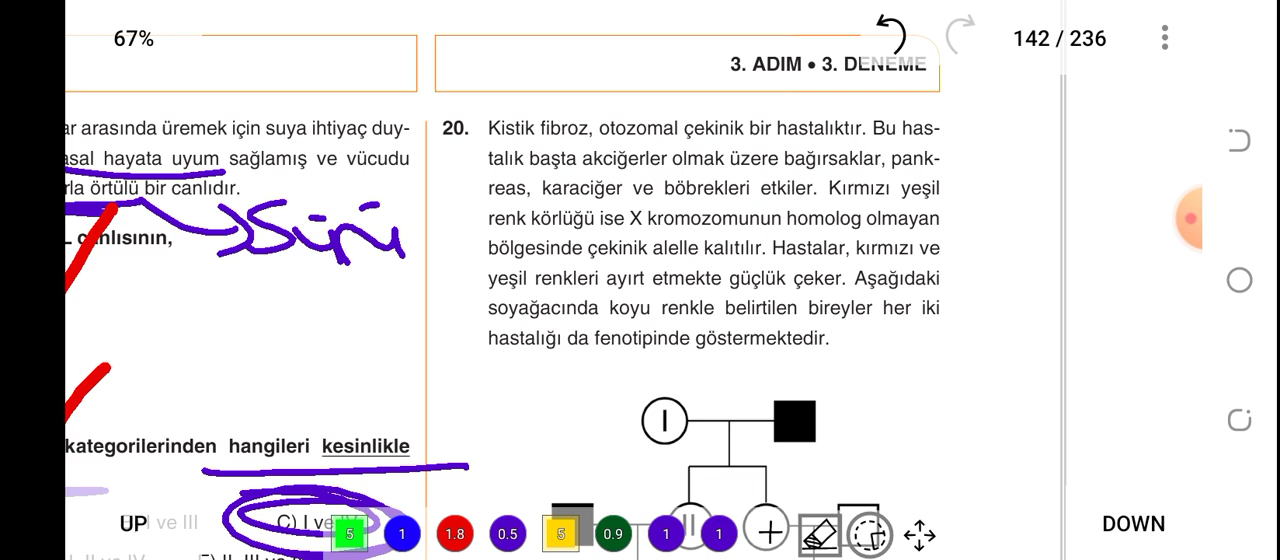 67%
142 / 236
3. ADIM • 3. DENEME
ar arasında üremek için suya ihtiyaç duy-
asal hayata uyum sağlamış ve vücudu
rla örtülü bir canlıdır.
canlısının,
kategorilerinden hangileri kesinlikle
I ve III
C) I ve
20. Kistik fibroz, otozomal çekinik bir hastalıktır. Bu has-
talık başta akciğerler olmak üzere bağırsaklar, pank-
reas, karaciğer ve böbrekleri etkiler. Kırmızı yeşil
renk körlüğü ise X kromozomunun homolog olmayan
bölgesinde çekinik alelle kalıtılır. Hastalar, kırmızı ve
yeşil renkleri ayırt etmekte güçlük çeker. Aşağıdaki
soyağacında koyu renkle belirtilen bireyler her iki
hastalığı da fenotipinde göstermektedir.
I
II
UP
5 1 1.8 0.5 5 0.9 1 1
DOWN